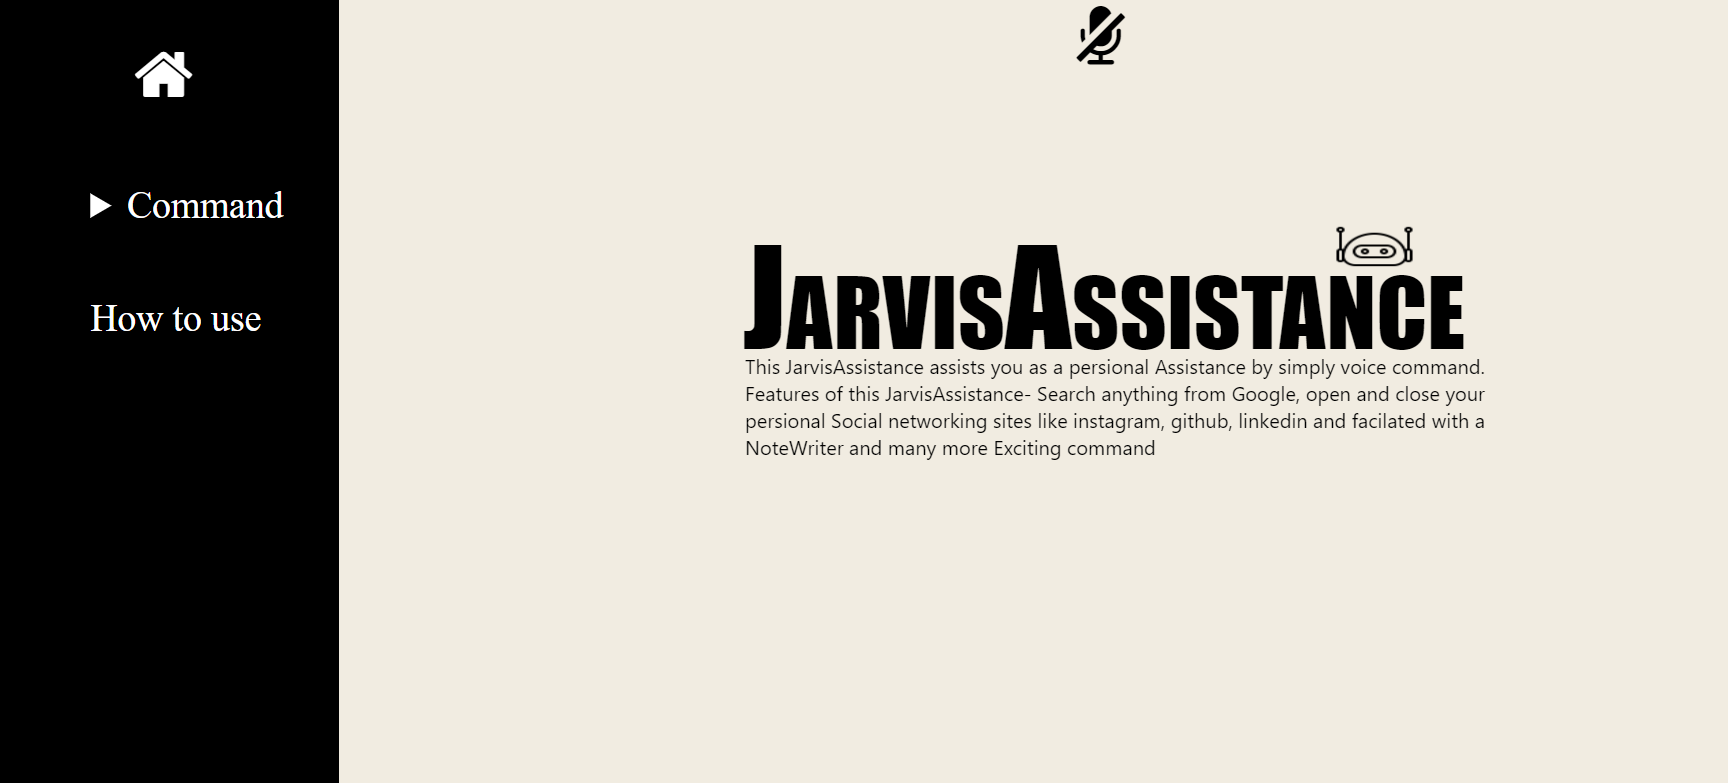 Command
How to use
JARVISASSISTANCE
This JarvisAssistance assists you as a persional Assistance by simply voice command.
Features of this JarvisAssistance- Search anything from Google, open and close your
persional Social networking sites like instagram, github, linkedin and facilated with a
NoteWriter and many more Exciting command